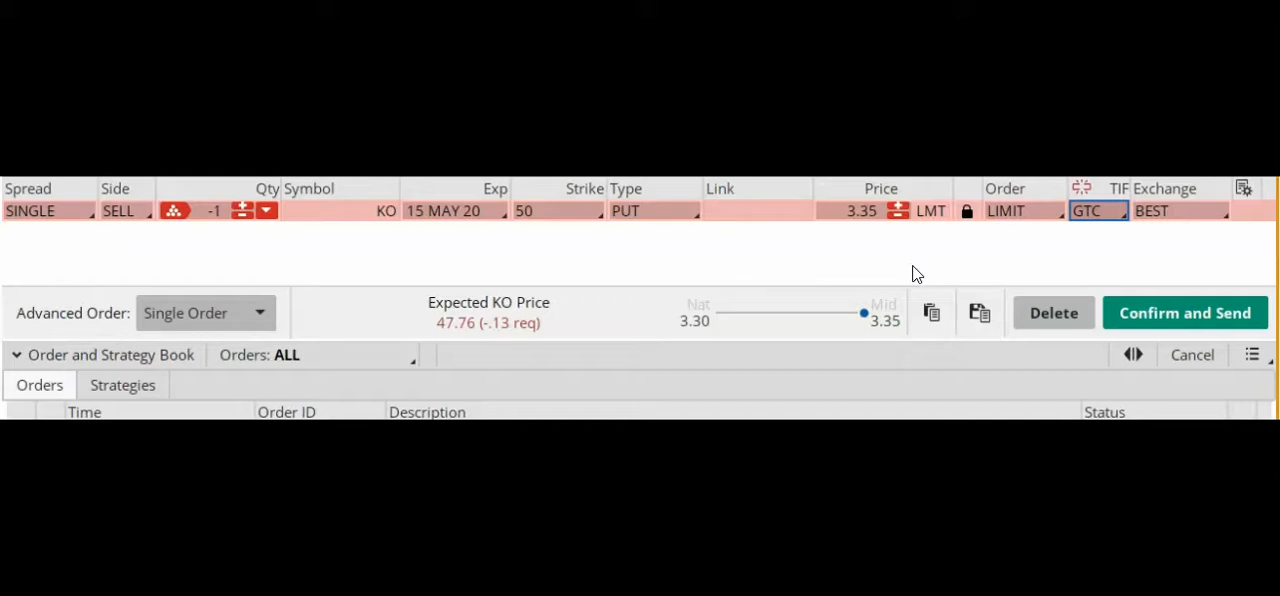 Spread Side Qty Symbol Exp Strike Type Link Price Order TIF Exchange
SINGLE SELL -1 KO 15 MAY 20 50 PUT 3.35 LMT LIMIT GTC BEST
Advanced Order: Single Order
Expected KO Price
47.76 (-.13 req)
Nat Mid
3.30 3.35
Delete Confirm and Send
Order and Strategy Book Orders: ALL Cancel
Orders Strategies
Time Order ID Description Status